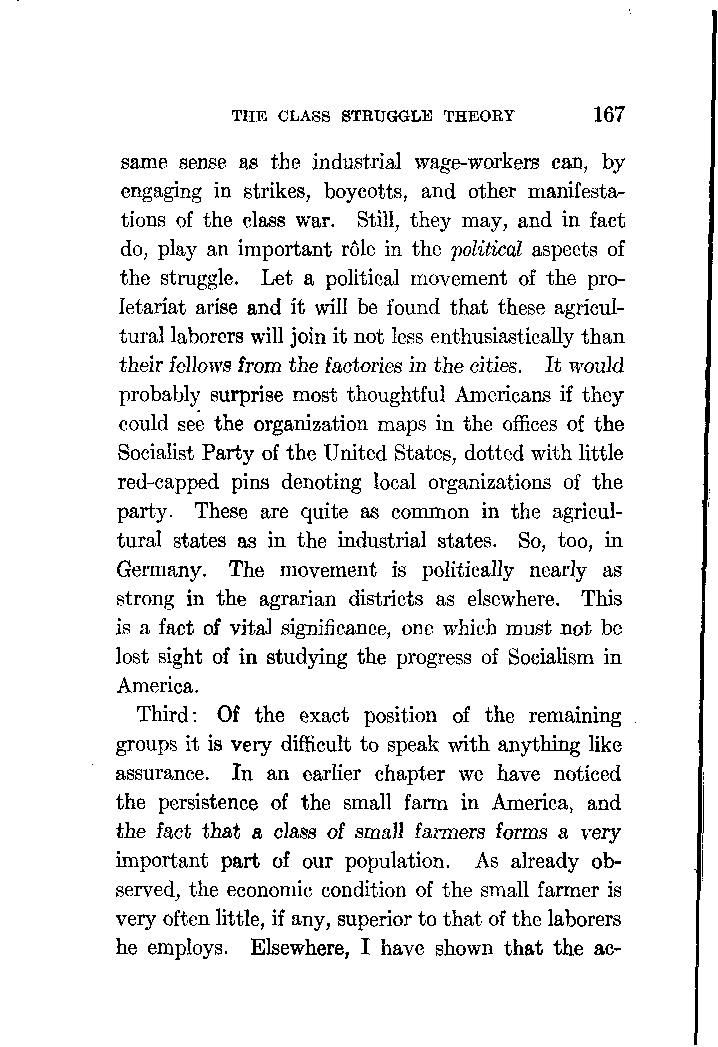 THE CLASS STRUGGLE THEORY 167
same sense as the industrial wage-workers can, by
engaging in strikes, boycotts, and other manifesta-
tions of the class war. Still, they may, and in fact
do, play an important rôle in the political aspects of
the struggle. Let a political movement of the pro-
letariat arise and it will be found that these agricul-
tural laborers will join it not less enthusiastically than
their fellows from the factories in the cities. It would
probably surprise most thoughtful Americans if they
could see the organization maps in the offices of the
Socialist Party of the United States, dotted with little
red-capped pins denoting local organizations of the
party. These are quite as common in the agricul-
tural states as in the industrial states. So, too, in
Germany. The movement is politically nearly as
strong in the agrarian districts as elsewhere. This
is a fact of vital significance, one which must not be
lost sight of in studying the progress of Socialism in
America.
Third: Of the exact position of the remaining
groups it is very difficult to speak with anything like
assurance. In an earlier chapter we have noticed
the persistence of the small farm in America, and
the fact that a class of small farmers forms a very
important part of our population. As already ob-
served, the economic condition of the small farmer is
very often little, if any, superior to that of the laborers
he employs. Elsewhere, I have shown that the ac-